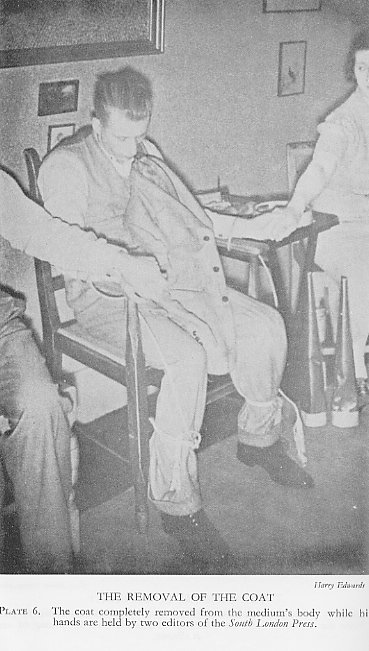 Harry Edwards
THE REMOVAL OF THE COAT
PLATE 6. The coat completely removed from the medium's body while hi
hands are held by two editors of the South London Press.